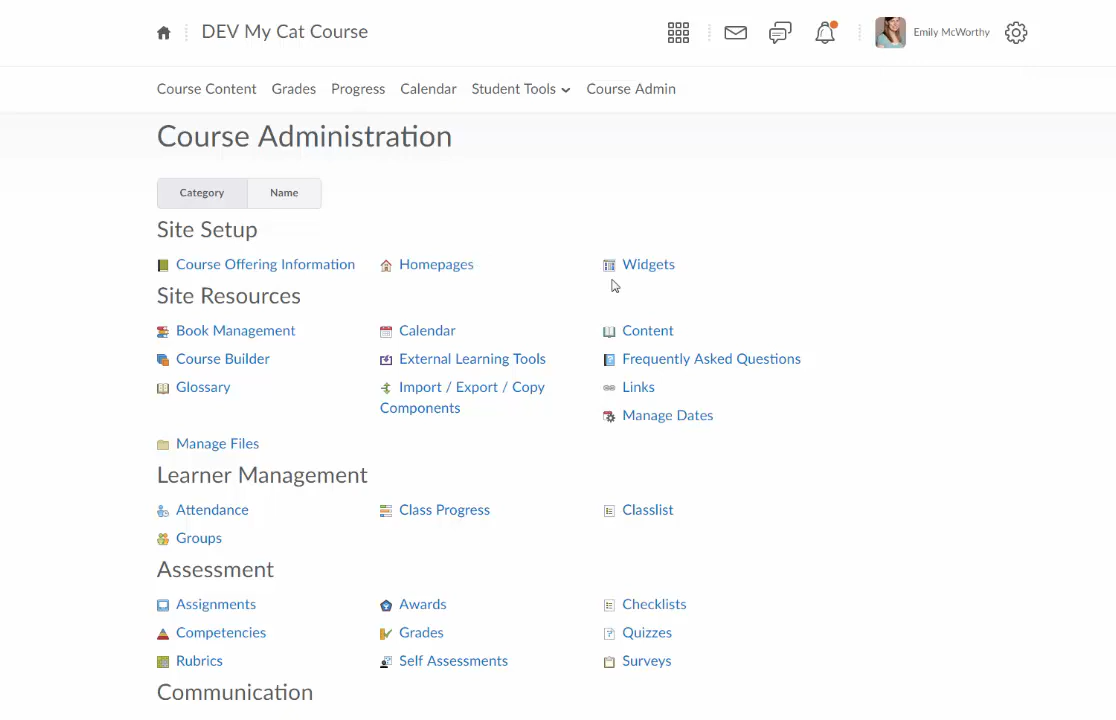 DEV My Cat Course
Emily McWorthy
Course Content Grades Progress Calendar Student Tools Course Admin
Course Administration
Category Name
Site Setup
Course Offering Information Homepages Widgets
Site Resources
Book Management Calendar Content
Course Builder External Learning Tools Frequently Asked Questions
Glossary Import / Export / Copy Links
Components
Manage Dates
Manage Files
Learner Management
Attendance Class Progress Classlist
Groups
Assessment
Assignments Awards Checklists
Competencies Grades Quizzes
Rubrics Self Assessments Surveys
Communication